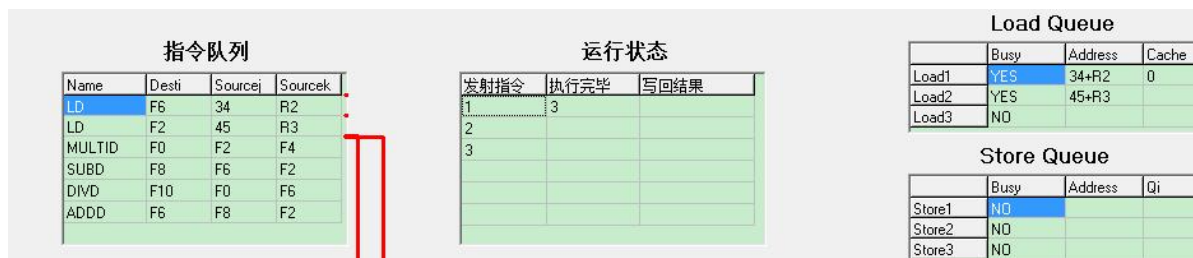 指令队列
Name Desti Sourcej Sourcek
LD F6 34 R2
LD F2 45 R3
MULTID F0 F2 F4
SUBD F8 F6 F2
DIVD F10 F0 F6
ADDD F6 F8 F2
运行状态
发射指令 执行完毕 写回结果
1 3
2
3
Load Queue
Busy Address Cache
Load1 YES 34+R2 0
Load2 YES 45+R3
Load3 NO
Store Queue
Busy Address Qi
Store1 NO
Store2 NO
Store3 NO